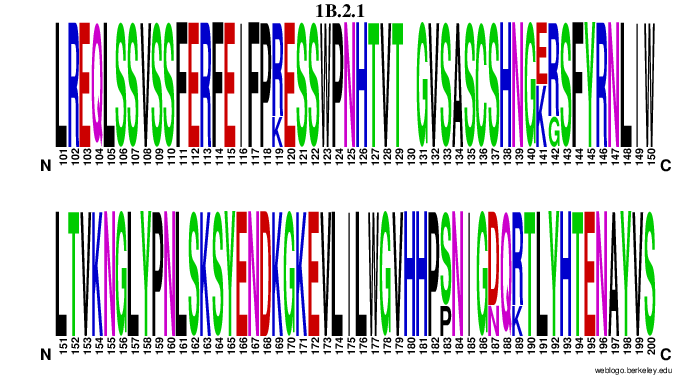 1B.2.1
LREQLSSVSSFERFEIFPRESSWPNHTVT GVSASCSHNGERSFYRNLIW
K K G
N 101 102 103 104 105 106 107 108 109 110 111 112 113 114 115 116 117 118 119 120 121 122 123 124 125 126 127 128 129 130 131 132 133 134 135 136 137 138 139 140 141 142 143 144 145 146 147 148 149 150 C
LTVKNGLYPNLSKSYENDKGKEVLILWGVHHPSNIGDQRTLYHTENAYVS
P N K
N 151 152 153 154 155 156 157 158 159 160 161 162 163 164 165 166 167 168 169 170 171 172 173 174 175 176 177 178 179 180 181 182 183 184 185 186 187 188 189 190 191 192 193 194 195 196 197 198 199 200 C
weblogo.berkeley.edu